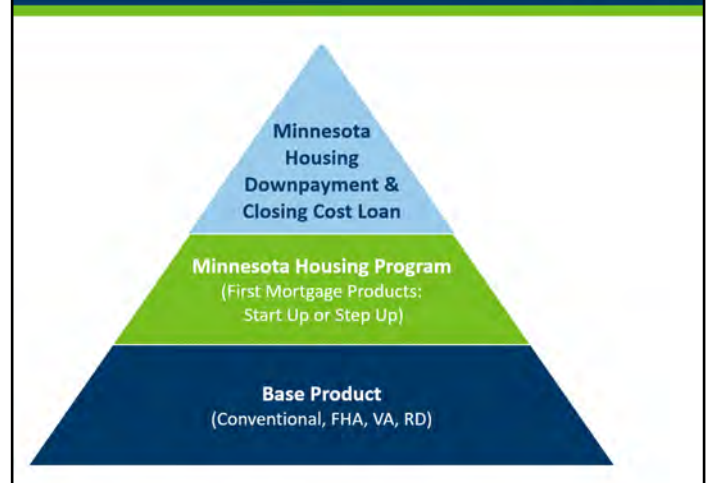 Minnesota
Housing
Downpayment &
Closing Cost Loan
Minnesota Housing Program
(First Mortgage Products:
Start Up or Step Up)
Base Product
(Conventional, FHA, VA, RD)